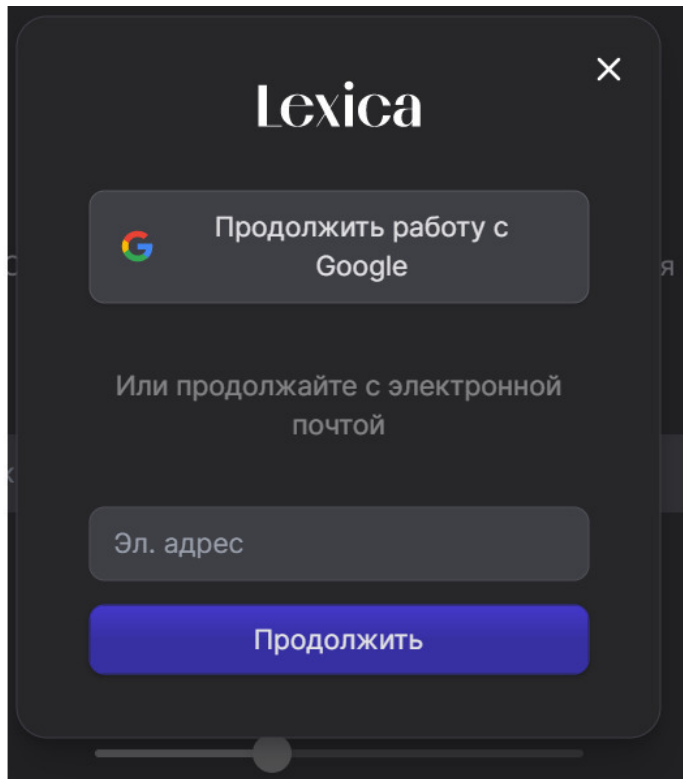 Lexica
Продолжить работу с
Google
Или продолжайте с электронной
почтой
Эл. адрес
Продолжить